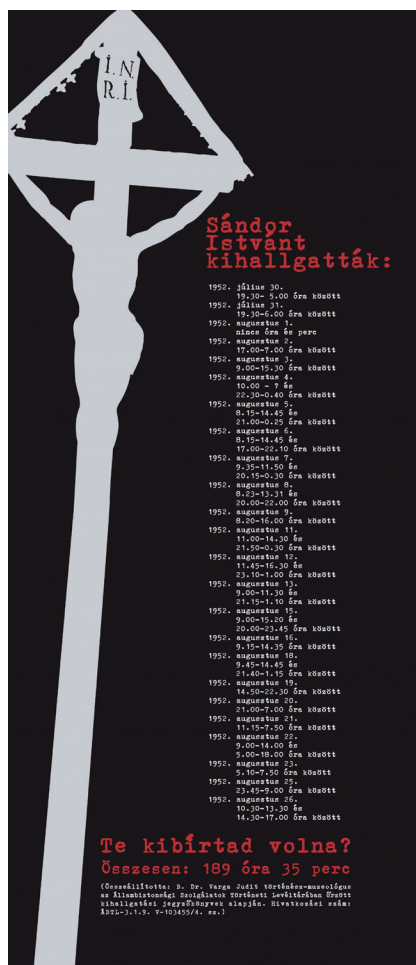 I.N.
R.I.
Sándor
Istvánt
kihallgatták:
1952. július 30.
19.30- 5.00 óra között
1952. július 31.
19.30-6.00 óra között
1952. augusztus 1.
nincs óra és perc
1952. augusztus 2.
17.00-7.00 óra között
1952. augusztus 3.
9.00-15.30 óra között
1952. augusztus 4.
10.00 - ? és
22.30-0.40 óra között
1952. augusztus 5.
8.15-14.45 és
21.00-0.25 óra között
1952. augusztus 6.
8.15-14.45 és
17.00-22.10 óra között
1952. augusztus 7.
9.35-11.50 és
20.15-0.30 óra között
1952. augusztus 8.
8.23-13.31 és
20.00-22.00 óra között
1952. augusztus 9.
8.20-16.00 óra között
1952. augusztus 11.
11.00-14.30 és
21.50-0.30 óra között
1952. augusztus 12.
11.45-16.30 és
23.10-1.00 óra között
1952. augusztus 13.
9.00-11.30 és
21.15-1.10 óra között
1952. augusztus 15.
9.00-15.20 és
20.00-23.45 óra között
1952. augusztus 16.
9.15-14.35 óra között
1952. augusztus 18.
9.45-14.45 és
21.40-1.15 óra között
1952. augusztus 19.
14.50-22.30 óra között
1952. augusztus 20.
21.00-7.00 óra között
1952. augusztus 21.
11.15-7.50 óra között
1952. augusztus 22.
9.00-14.00 és
5.00-18.00 óra között
1952. augusztus 23.
5.10-7.50 óra között
1952. augusztus 25.
23.45-9.00 óra között
1952. augusztus 26.
10.30-13.30 és
14.30-17.00 óra között
Te kibírtad volna?
Összesen: 189 óra 35 perc
(Összeállította: B. Dr. Varga Judit történész-muzeológus
az Állambiztonsági Szolgálatok Történeti Levéltárában őrzött
kihallgatási jegyzőkönyvek alapján. Hivatkozási szám:
ÁBTL-3.1.9. V-103455/4. sz.)